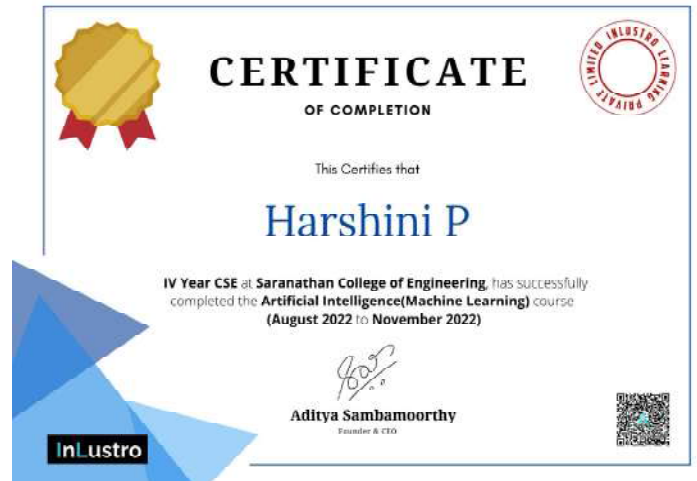 CERTIFICATE
OF COMPLETION
INLUSTRO LEARNING PRIVATE LIMITED
This Certifies that
Harshini P
IV Year CSE at Saranathan College of Engineering, has successfully
completed the Artificial Intelligence(Machine Learning) course
(August 2022 to November 2022)
Aditya Sambamoorthy
Founder & CEO
InLustro